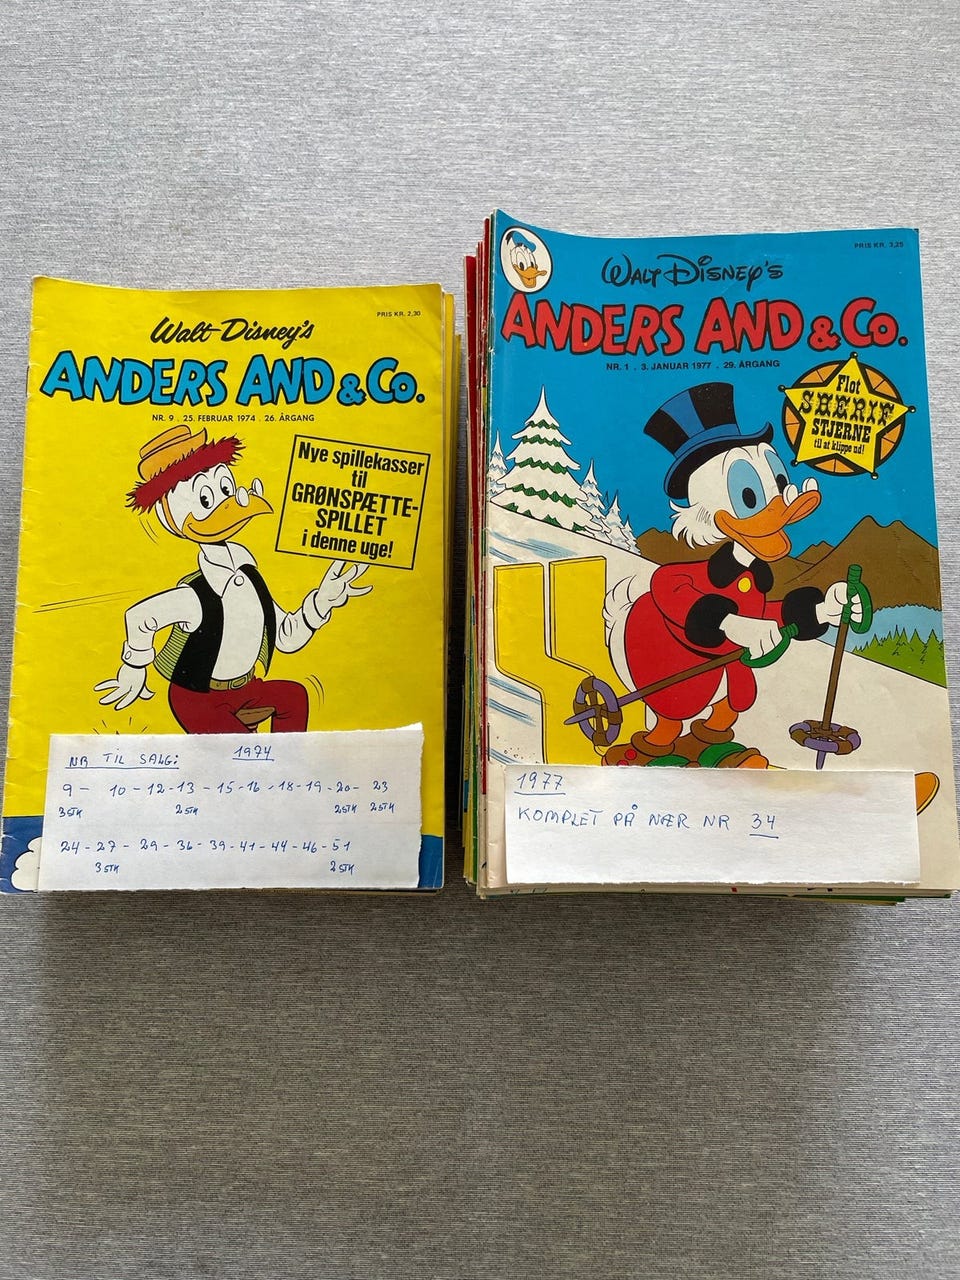 PRIS KR. 2,30
Walt Disney's
ANDERS AND & Co.
NR. 9 . 25. FEBRUAR 1974 . 26. ÅRGANG
Nye spillekasser
til
GRØNSPÆTTE-
SPILLET
i denne uge!
NR TIL SALG: 1974
9 - 10 - 12 - 13 - 15 - 16 - 18 - 19 - 20 - 23
3STK 2STK 2STK 2STK
24 - 27 - 29 - 36 - 39 - 41 - 44 - 46 - 51
3STK 2STK
PRIS KR. 3,25
WALT DISNEY'S
ANDERS AND & Co.
NR. 1 . 3. JANUAR 1977 . 29. ÅRGANG
Flot
SHERIF
STJERNE
til at klippe ud!
1977
KOMPLET PÅ NÆR NR 34